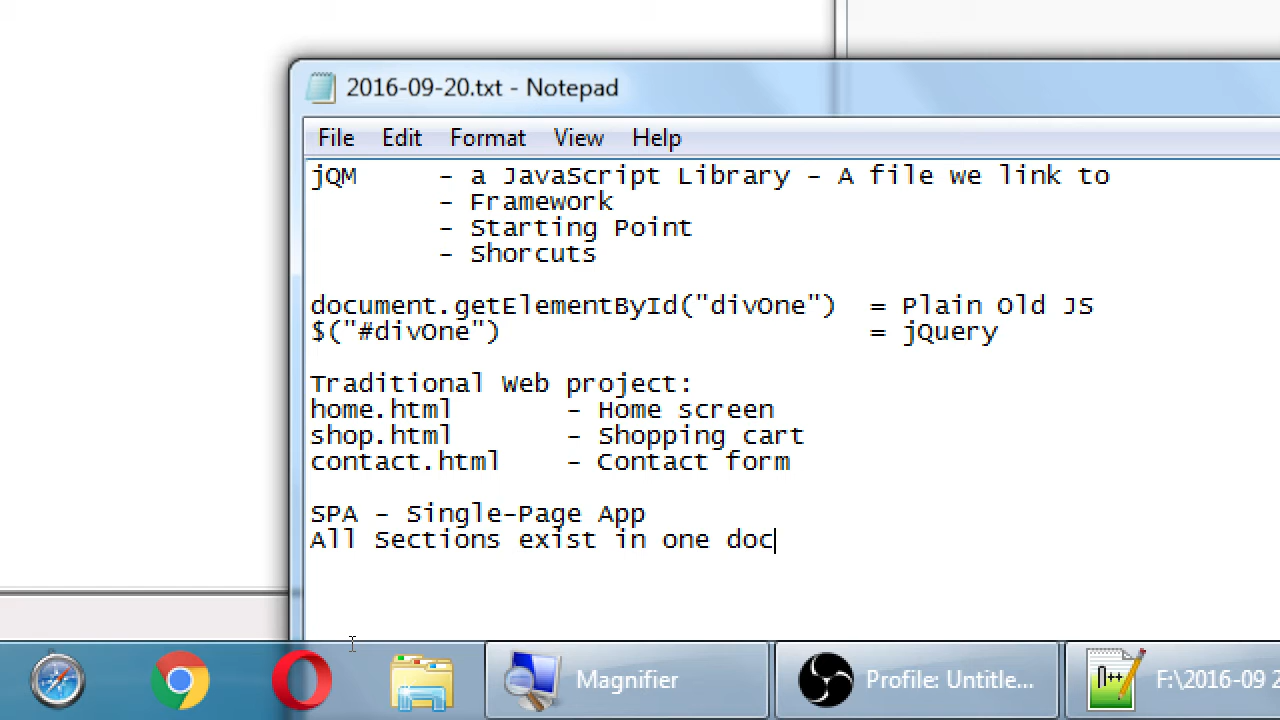 2016-09-20.txt - Notepad
File Edit Format View Help
jQM - a JavaScript Library - A file we link to
- Framework
- Starting Point
- Shorcuts
document.getElementById("divOne") = Plain Old JS
$("#divOne") = jQuery
Traditional Web project:
home.html - Home screen
shop.html - Shopping cart
contact.html - Contact form
SPA - Single-Page App
All Sections exist in one doc
Magnifier
Profile: Untitle...
F:\2016-09 2